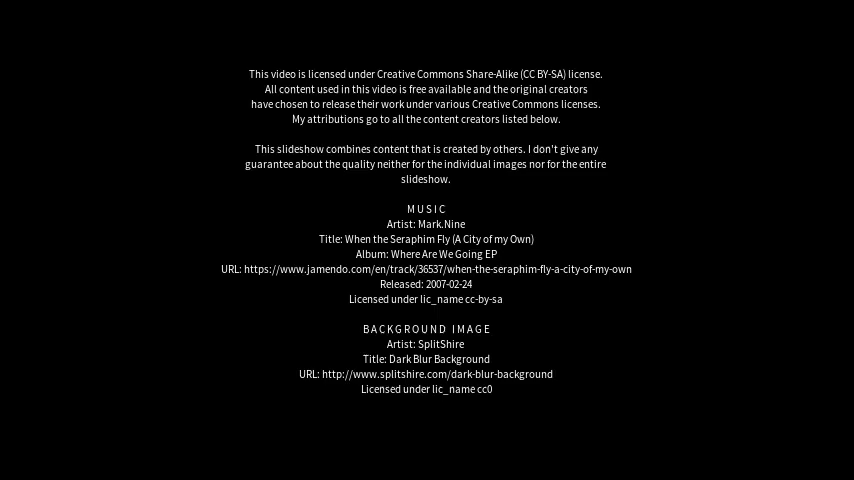 This video is licensed under Creative Commons Share-Alike (CC BY-SA) license.
All content used in this video is free available and the original creators
have chosen to release their work under various Creative Commons licenses.
My attributions go to all the content creators listed below.
This slideshow combines content that is created by others. I don't give any
guarantee about the quality neither for the individual images nor for the entire
slideshow.
MUSIC
Artist: Mark.Nine
Title: When the Seraphim Fly (A City of my Own)
Album: Where Are We Going EP
URL: https://www.jamendo.com/en/track/36537/when-the-seraphim-fly-a-city-of-my-own
Released: 2007-02-24
Licensed under lic_name cc-by-sa
BACKGROUND IMAGE
Artist: SplitShire
Title: Dark Blur Background
URL: http://www.splitshire.com/dark-blur-background
Licensed under lic_name cc0